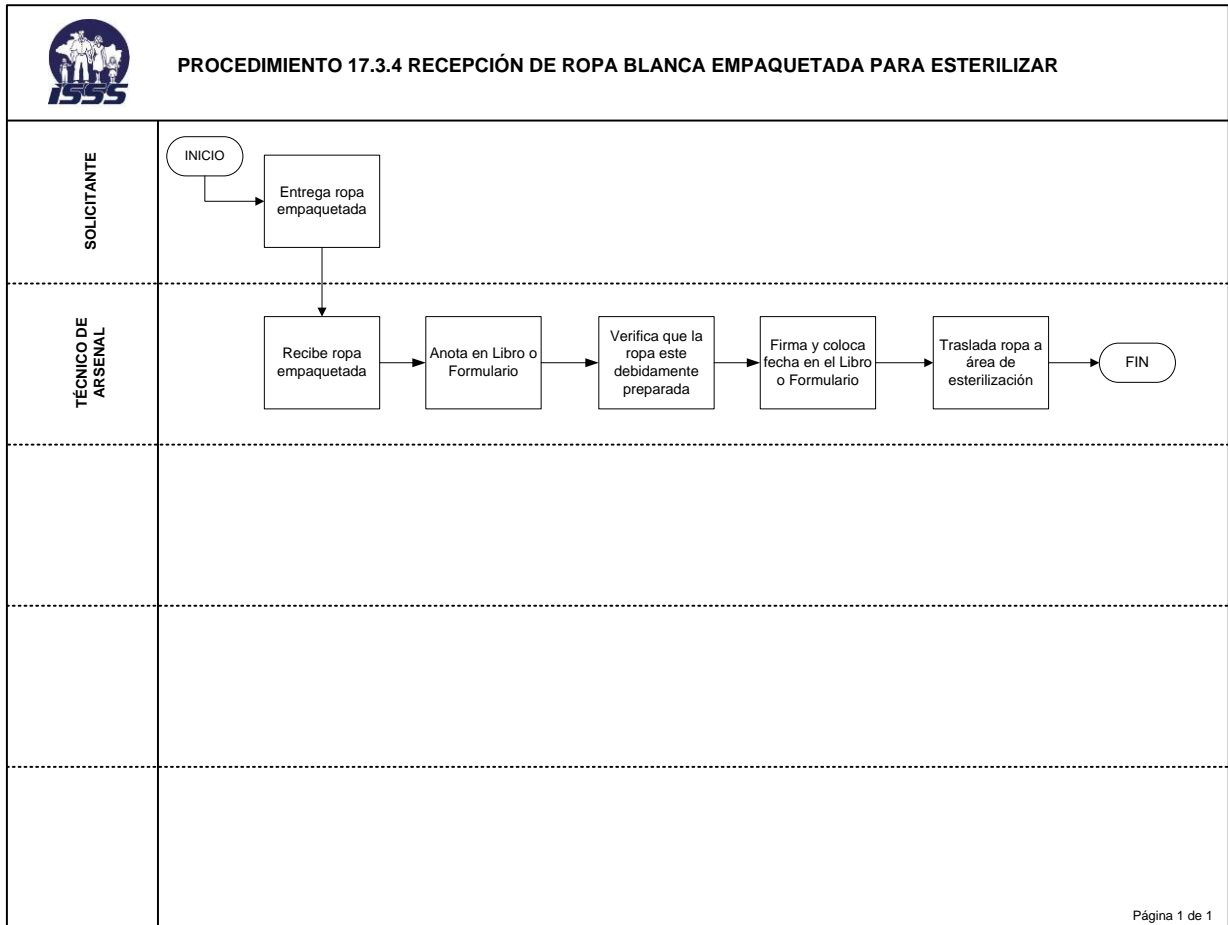 ISSS
PROCEDIMIENTO 17.3.4 RECEPCIÓN DE ROPA BLANCA EMPAQUETADA PARA ESTERILIZAR
SOLICITANTE
INICIO
Entrega ropa
empaquetada
TÉCNICO DE
ARSENAL
Recibe ropa
empaquetada
Anota en Libro o
Formulario
Verifica que la
ropa este
debidamente
preparada
Firma y coloca
fecha en el Libro
o Formulario
Traslada ropa a
área de
esterilización
FIN
Página 1 de 1